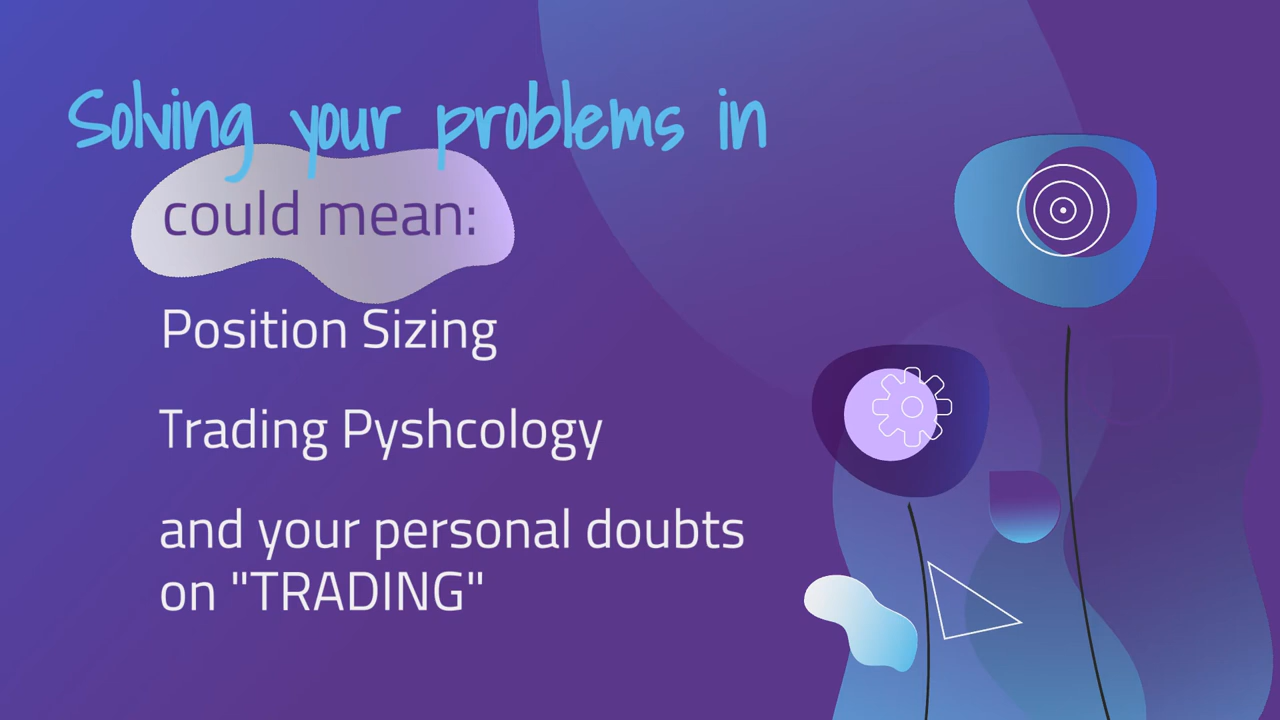 Solving your problems in
could mean:
Position Sizing
Trading Pyshcology
and your personal doubts
on "TRADING"